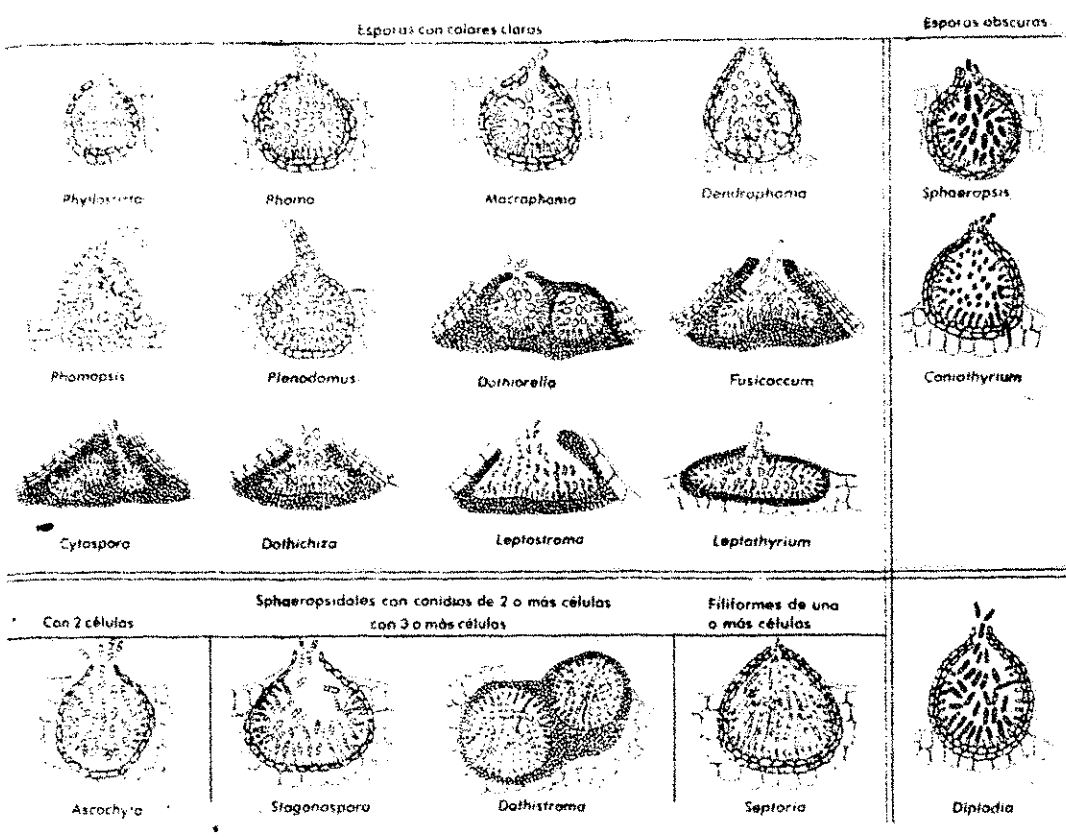 Esporas con colores claros
Esporas obscuras
Phyllosticta
Phoma
Macrophoma
Dendrophoma
Sphaeropsis
Phomopsis
Plenodomus
Dothiorella
Fusicoccum
Coniothyrium
Cytospora
Dothichiza
Leptostroma
Leptothyrium
Sphaeropsidales con conidios de 2 o más células
Con 2 células
con 3 o más células
Filiformes de una
o más células
Ascochyta
Stagonospora
Dothistroma
Septoria
Diplodia